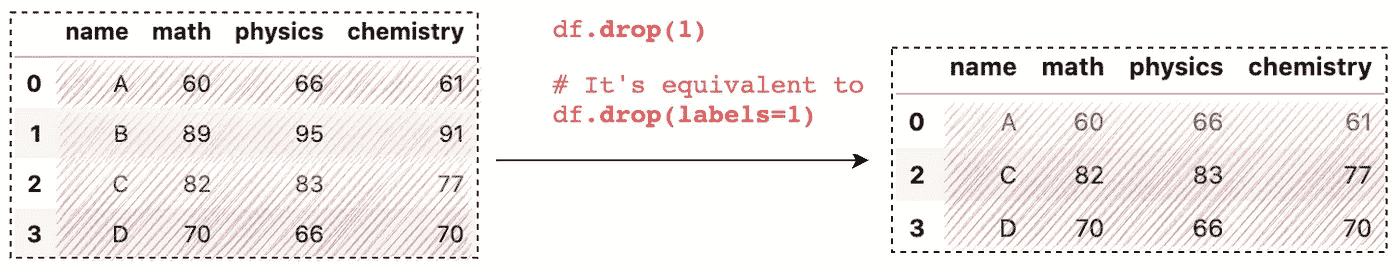 name math physics chemistry
0 A 60 66 61
1 B 89 95 91
2 C 82 83 77
3 D 70 66 70
df.drop(1)
# It's equivalent to
df.drop(labels=1)
name math physics chemistry
0 A 60 66 61
2 C 82 83 77
3 D 70 66 70